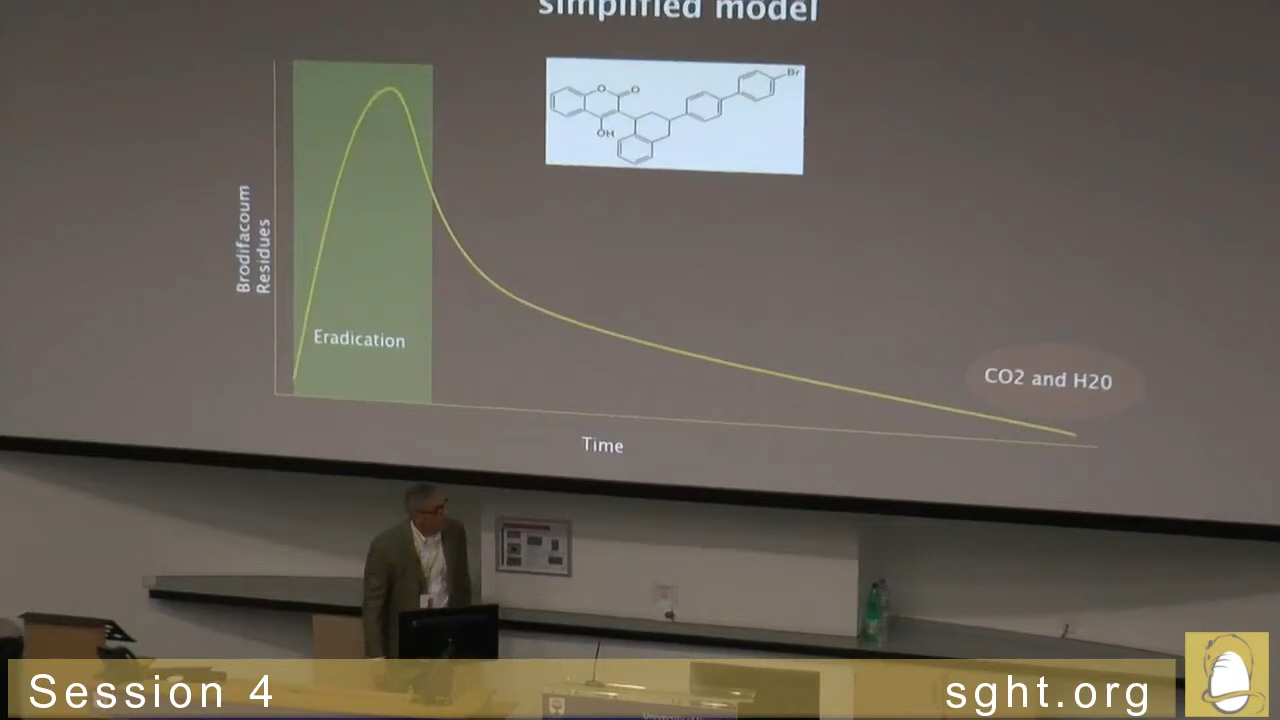 simplified model
O
O
OH
Br
Brodifacoum
Residues
Eradication
CO2 and H20
Time
Session 4
sght.org